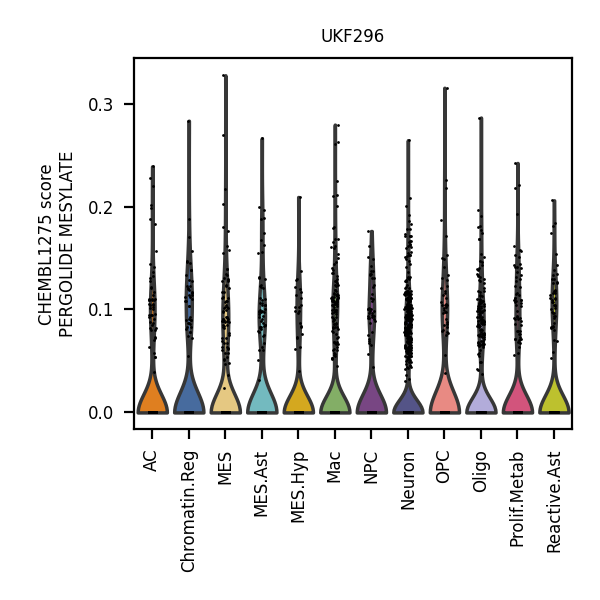 UKF296
CHEMBL1275 score
PERGOLIDE MESYLATE
0.3
0.2
0.1
0.0
AC
Chromatin.Reg
MES
MES.Ast
MES.Hyp
Mac
NPC
Neuron
OPC
Oligo
Prolif.Metab
Reactive.Ast